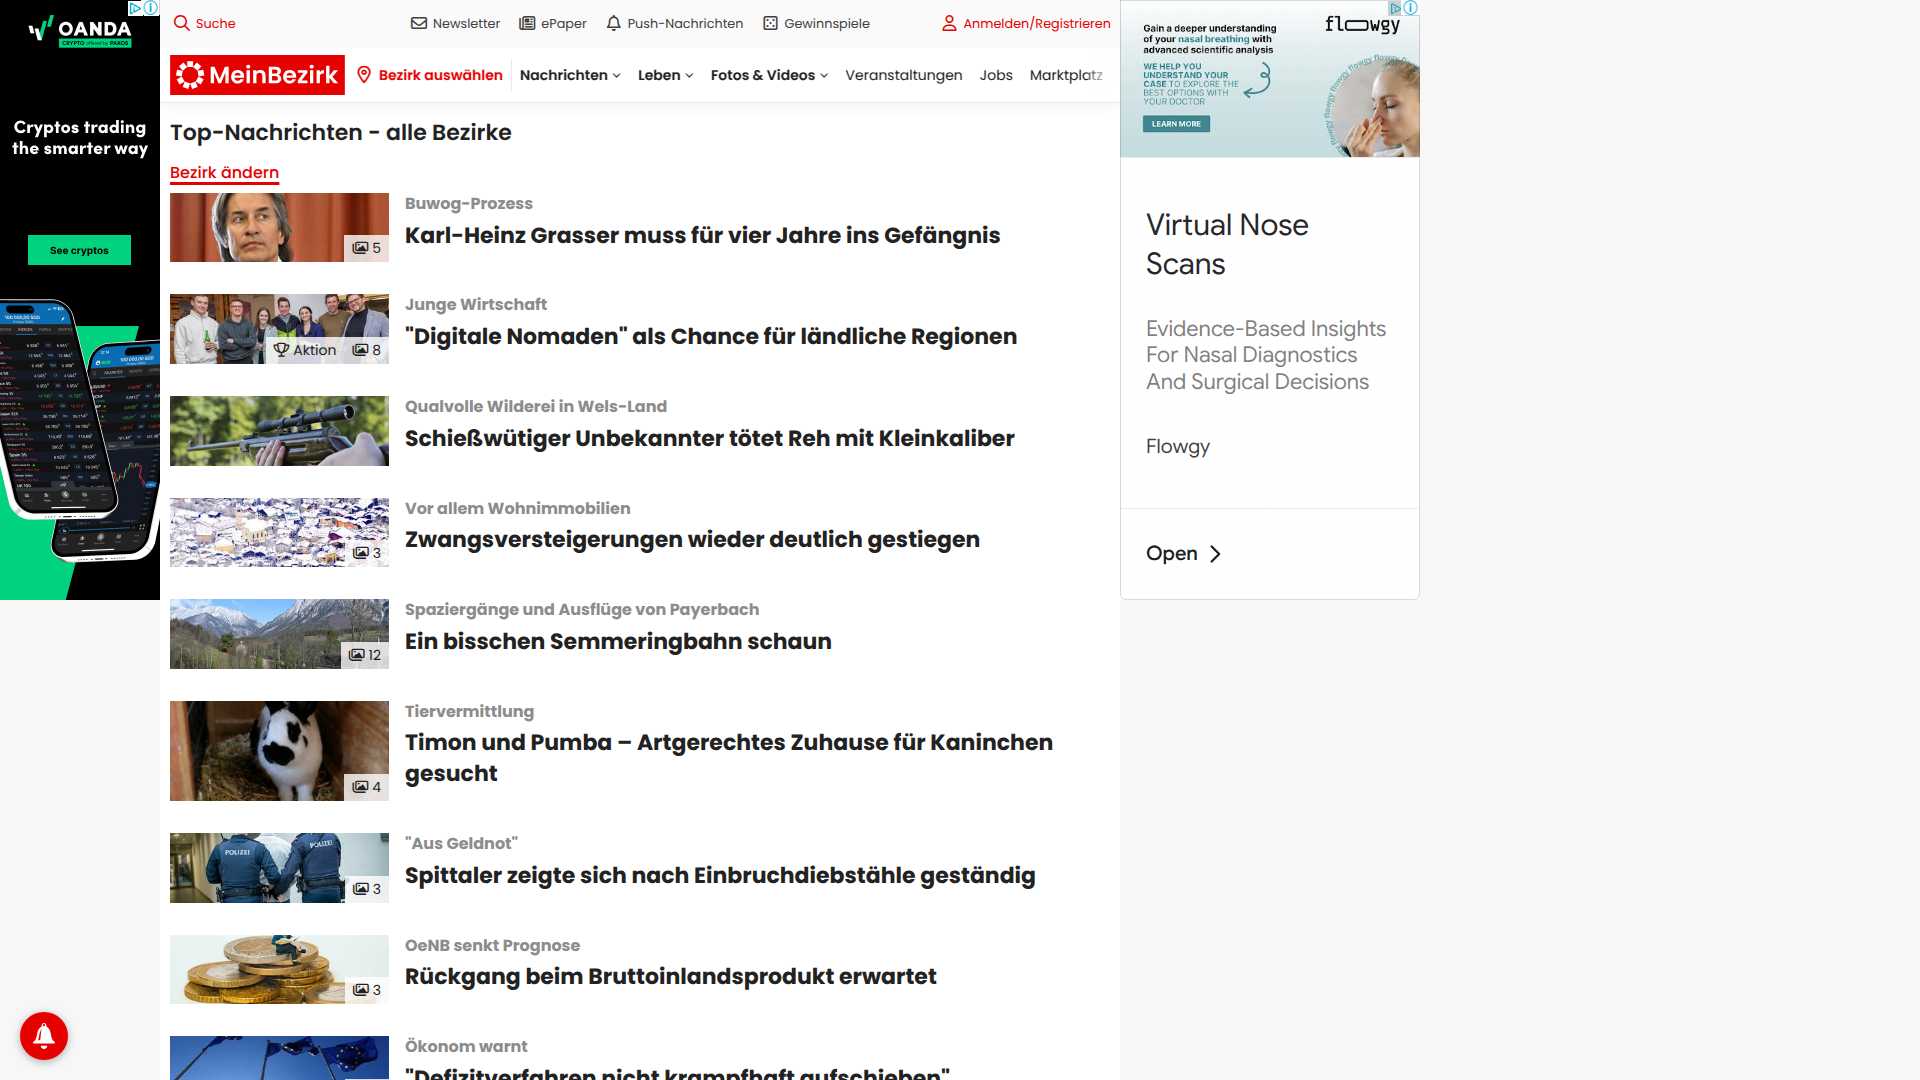 OANDA
CRYPTO offered by PAXOS
Cryptos trading
the smarter way
See cryptos
Suche
Newsletter
ePaper
Push-Nachrichten
Gewinnspiele
Anmelden/Registrieren
MeinBezirk
Bezirk auswählen
Nachrichten
Leben
Fotos & Videos
Veranstaltungen
Jobs
Marktplatz
Top-Nachrichten - alle Bezirke
Bezirk ändern
5
Buwog-Prozess
Karl-Heinz Grasser muss für vier Jahre ins Gefängnis
Aktion
8
Junge Wirtschaft
"Digitale Nomaden" als Chance für ländliche Regionen
Qualvolle Wilderei in Wels-Land
Schießwütiger Unbekannter tötet Reh mit Kleinkaliber
3
Vor allem Wohnimmobilien
Zwangsversteigerungen wieder deutlich gestiegen
12
Spaziergänge und Ausflüge von Payerbach
Ein bisschen Semmeringbahn schaun
4
Tiervermittlung
Timon und Pumba – Artgerechtes Zuhause für Kaninchen
gesucht
POLIZEI
POLIZEI
3
"Aus Geldnot"
Spittaler zeigte sich nach Einbruchdiebstähle geständig
3
OeNB senkt Prognose
Rückgang beim Bruttoinlandsprodukt erwartet
Ökonom warnt
"Defizitverfahren nicht krampfhaft aufschieben"
Gain a deeper understanding
of your nasal breathing with
advanced scientific analysis
flowgy
WE HELP YOU
UNDERSTAND YOUR
CASE TO EXPLORE THE
BEST OPTIONS WITH
YOUR DOCTOR
LEARN MORE
Virtual Nose
Scans
Evidence-Based Insights
For Nasal Diagnostics
And Surgical Decisions
Flowgy
Open